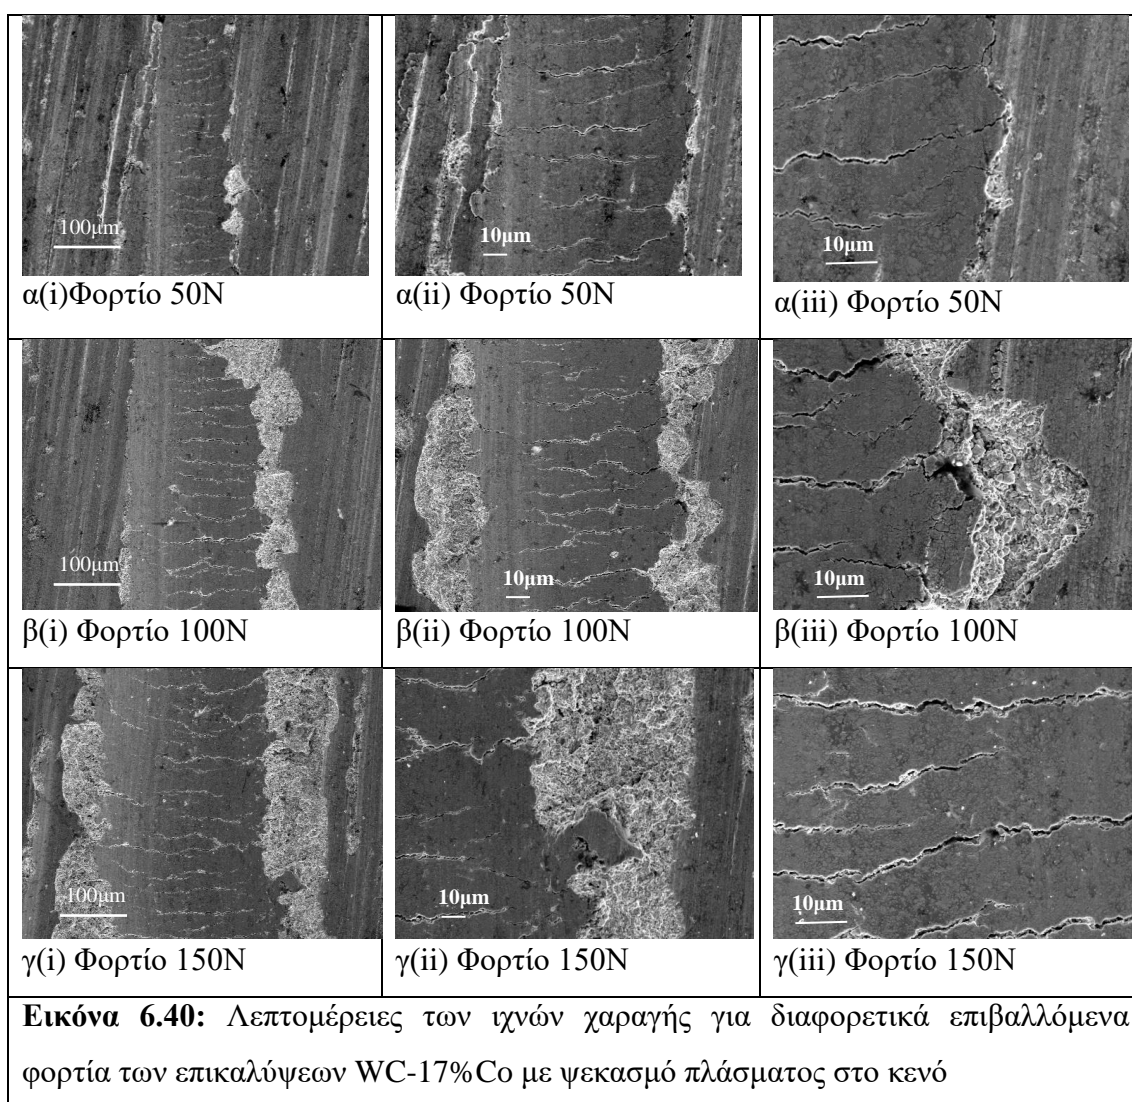 100μm
10μm
10μm
α(i)Φορτίο 50N
α(ii) Φορτίο 50N
α(iii) Φορτίο 50N
100μm
10μm
10μm
β(i) Φορτίο 100N
β(ii) Φορτίο 100N
β(iii) Φορτίο 100N
100μm
10μm
10μm
γ(i) Φορτίο 150N
γ(ii) Φορτίο 150N
γ(iii) Φορτίο 150N
Εικόνα 6.40: Λεπτομέρειες των ιχνών χαραγής για διαφορετικά επιβαλλόμενα
φορτία των επικαλύψεων WC-17%Co με ψεκασμό πλάσματος στο κενό